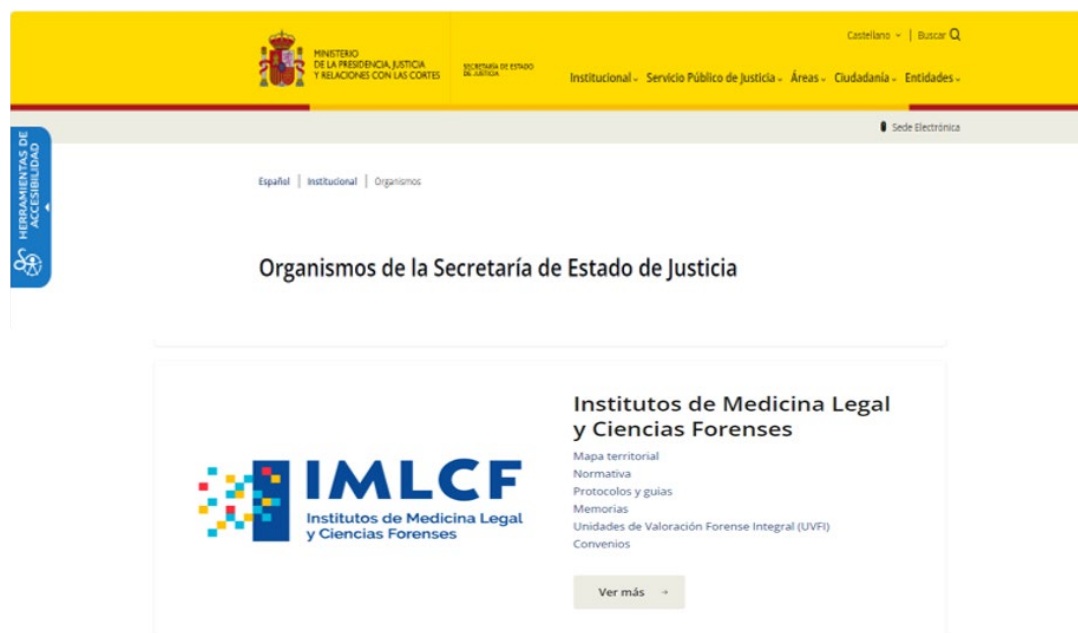 Castellano | Buscar
MINISTERIO
DE LA PRESIDENCIA, JUSTICIA
Y RELACIONES CON LAS CORTES
SECRETARÍA DE ESTADO
DE JUSTICIA
Institucional Servicio Público de Justicia Áreas Ciudadanía Entidades
Sede Electrónica
HERRAMIENTAS DE
ACCESIBILIDAD
Español | Institucional | Organismos
Organismos de la Secretaría de Estado de Justicia
IMLCF
Institutos de Medicina Legal
y Ciencias Forenses
Institutos de Medicina Legal
y Ciencias Forenses
Mapa territorial
Normativa
Protocolos y guias
Memorias
Unidades de Valoración Forense Integral (UVFI)
Convenios
Ver más →